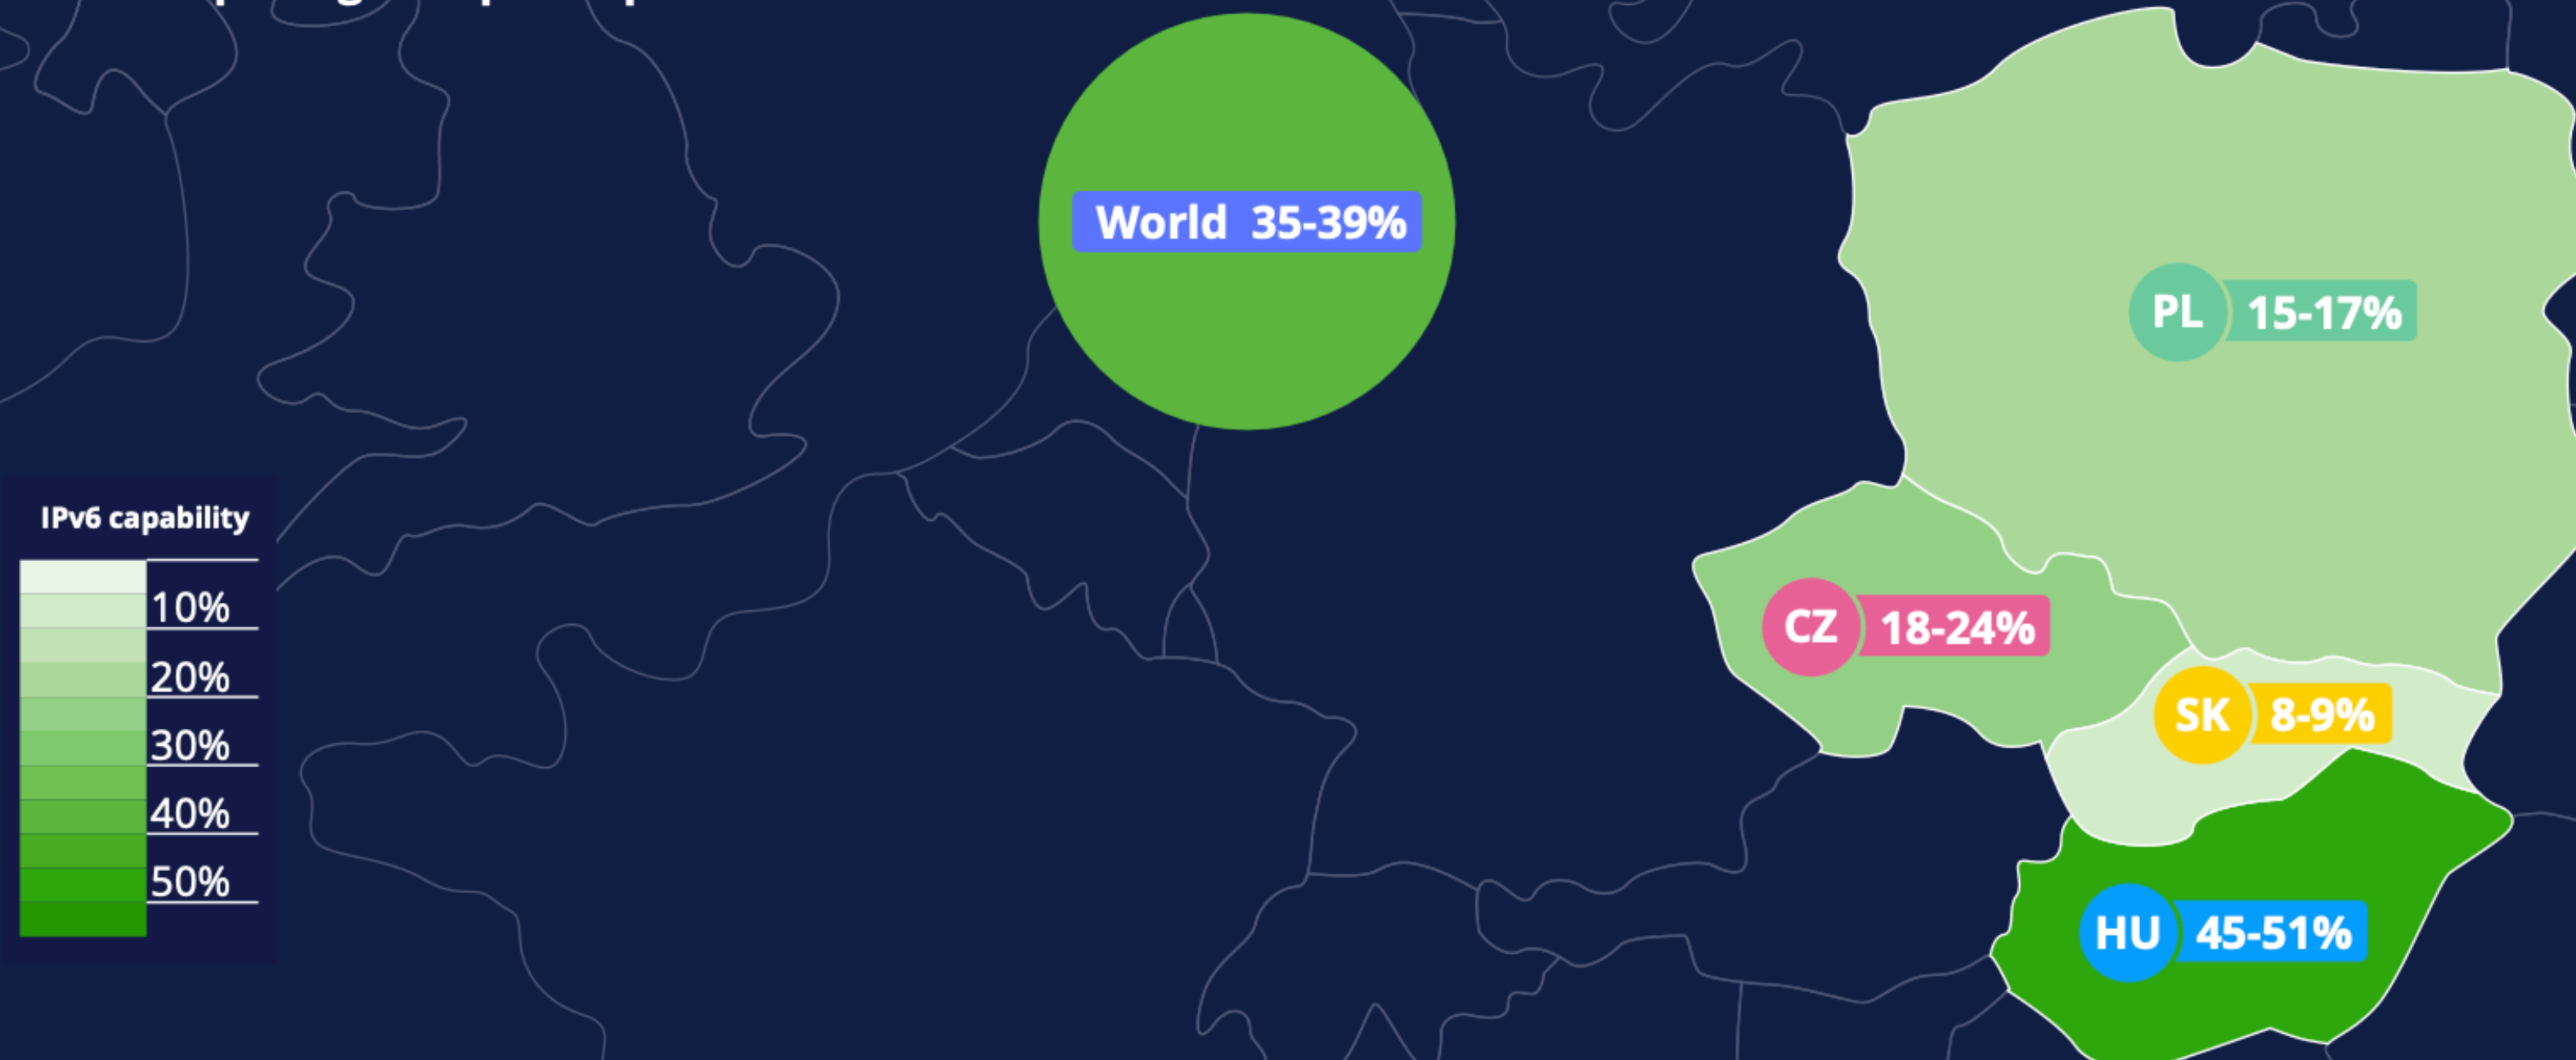 World 35-39%
PL 15-17%
IPv6 capability
10%
20%
30%
40%
50%
CZ 18-24%
SK 8-9%
HU 45-51%